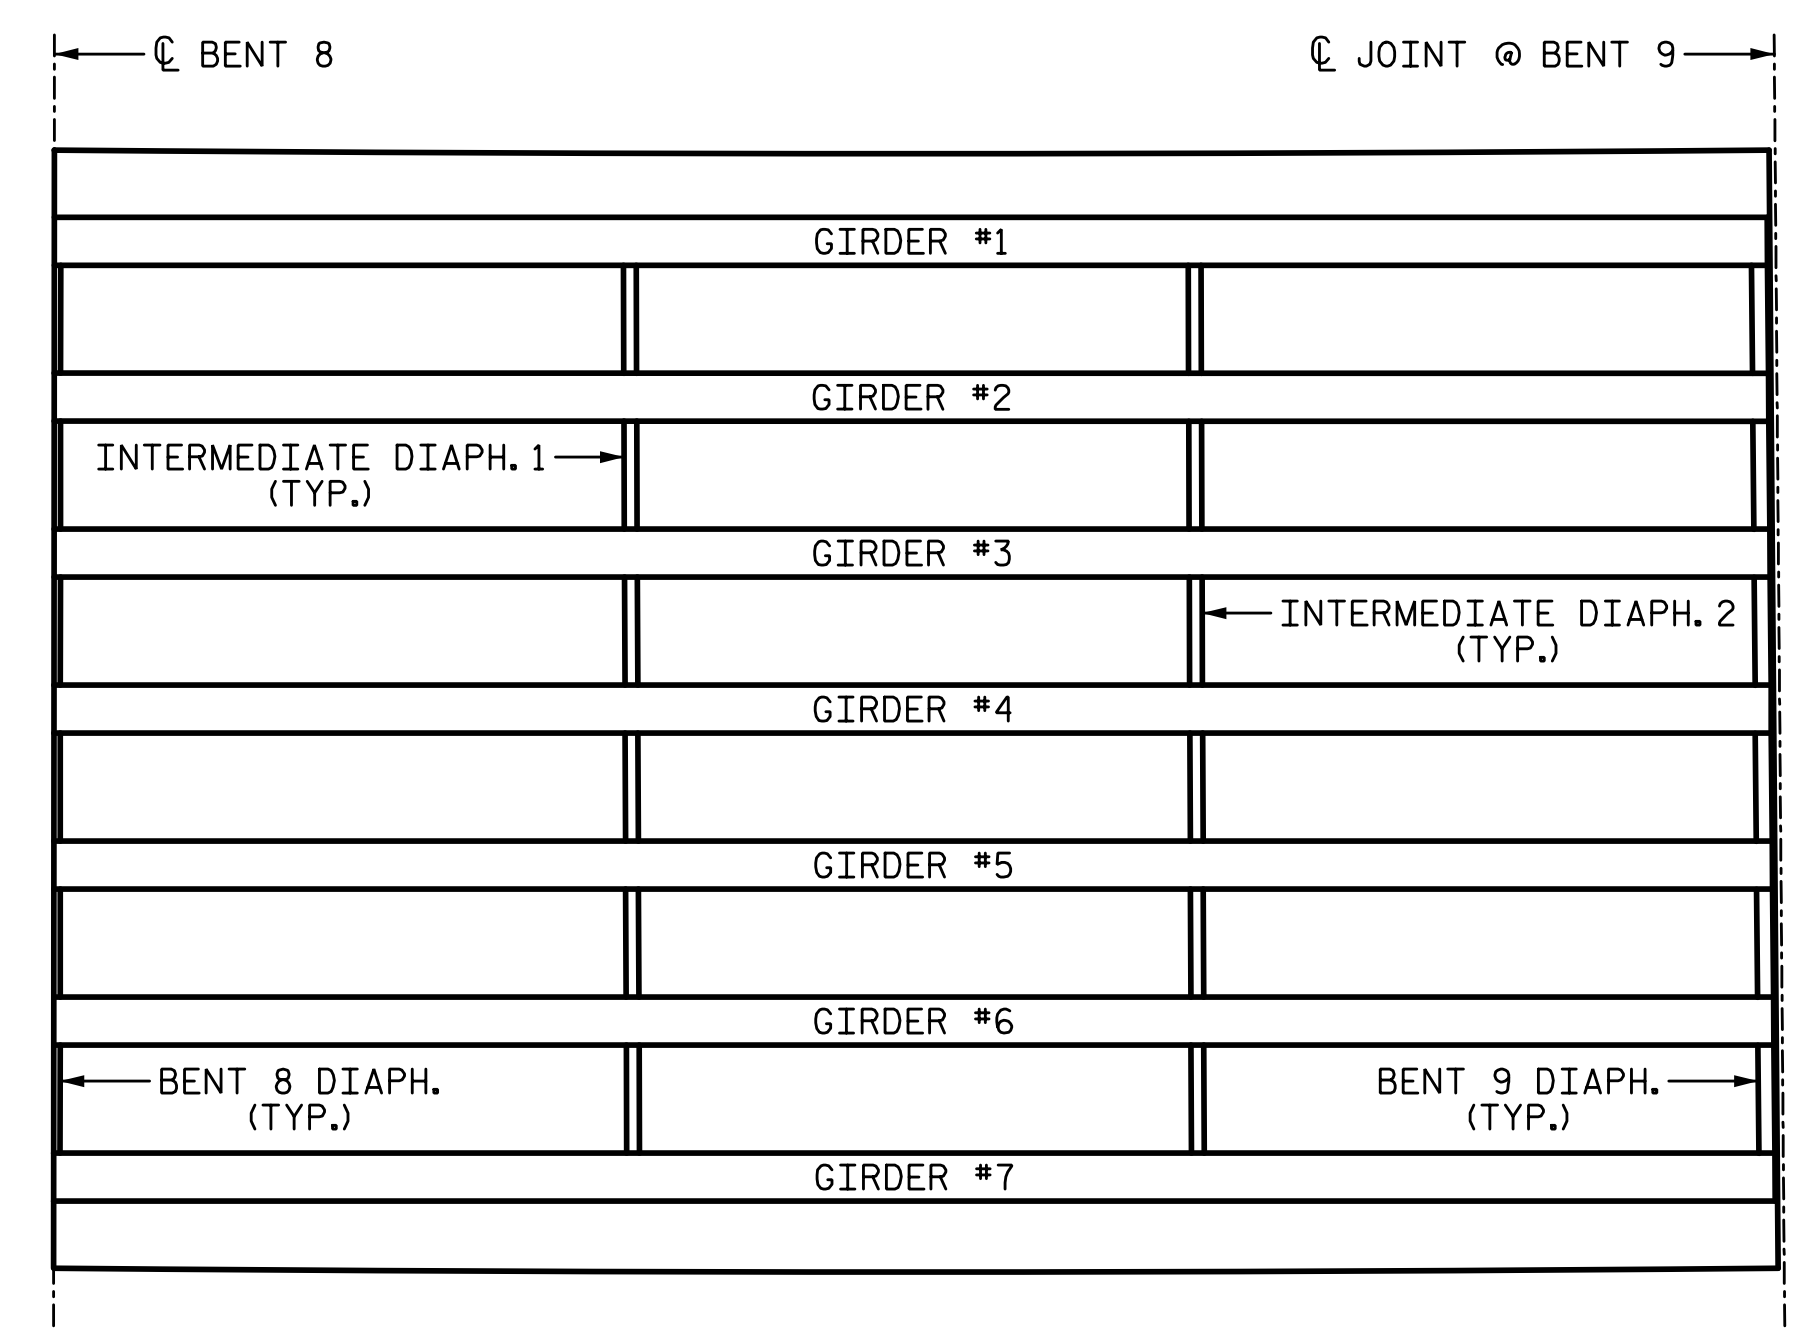 ℄ BENT 8
℄ JOINT @ BENT 9
GIRDER #1
GIRDER #2
INTERMEDIATE DIAPH. 1
(TYP.)
GIRDER #3
INTERMEDIATE DIAPH. 2
(TYP.)
GIRDER #4
GIRDER #5
GIRDER #6
BENT 8 DIAPH.
(TYP.)
BENT 9 DIAPH.
(TYP.)
GIRDER #7